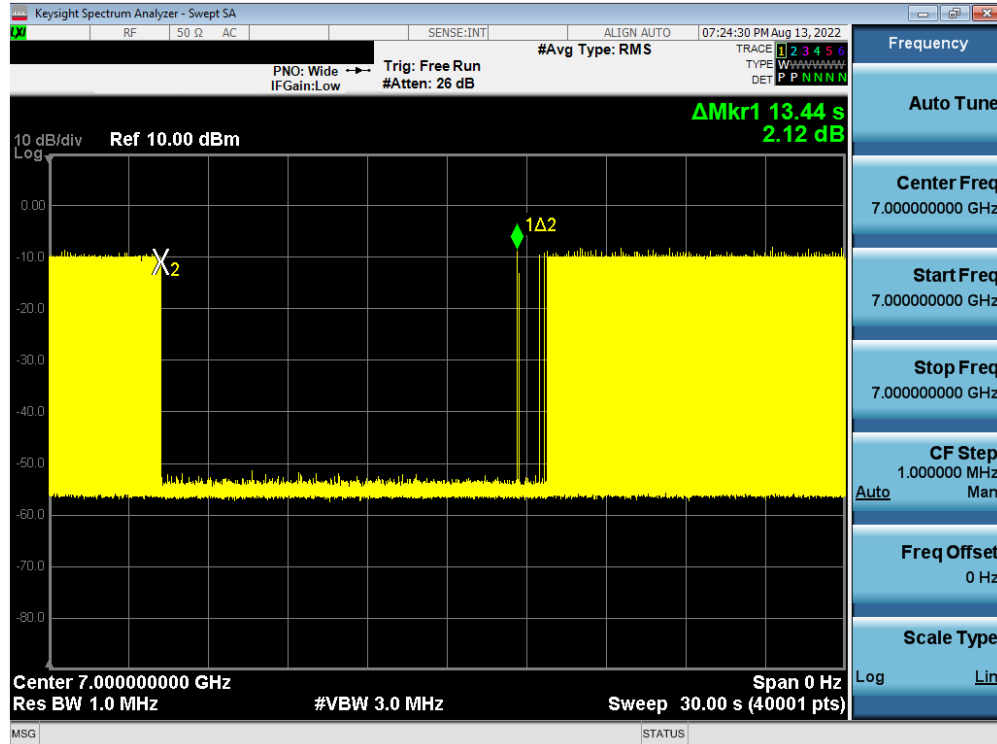 Keysight Spectrum Analyzer - Swept SA
LXI RF 50 Ω AC SENSE:INT ALIGN AUTO 07:24:30 PM Aug 13, 2022
#Avg Type: RMS
TRACE 1 2 3 4 5 6
TYPE W W W W W W
DET P P N N N N
PNO: Wide
IFGain:Low
Trig: Free Run
#Atten: 26 dB
ΔMkr1 13.44 s
2.12 dB
10 dB/div
Log
Ref 10.00 dBm
0.00
-10.0
-20.0
-30.0
-40.0
-50.0
-60.0
-70.0
-80.0
X2
1Δ2
Center 7.000000000 GHz
Span 0 Hz
Res BW 1.0 MHz
#VBW 3.0 MHz
Sweep 30.00 s (40001 pts)
MSG
STATUS
Frequency
Auto Tune
Center Freq
7.000000000 GHz
Start Freq
7.000000000 GHz
Stop Freq
7.000000000 GHz
CF Step
1.000000 MHz
Auto Man
Freq Offset
0 Hz
Scale Type
Log Lin